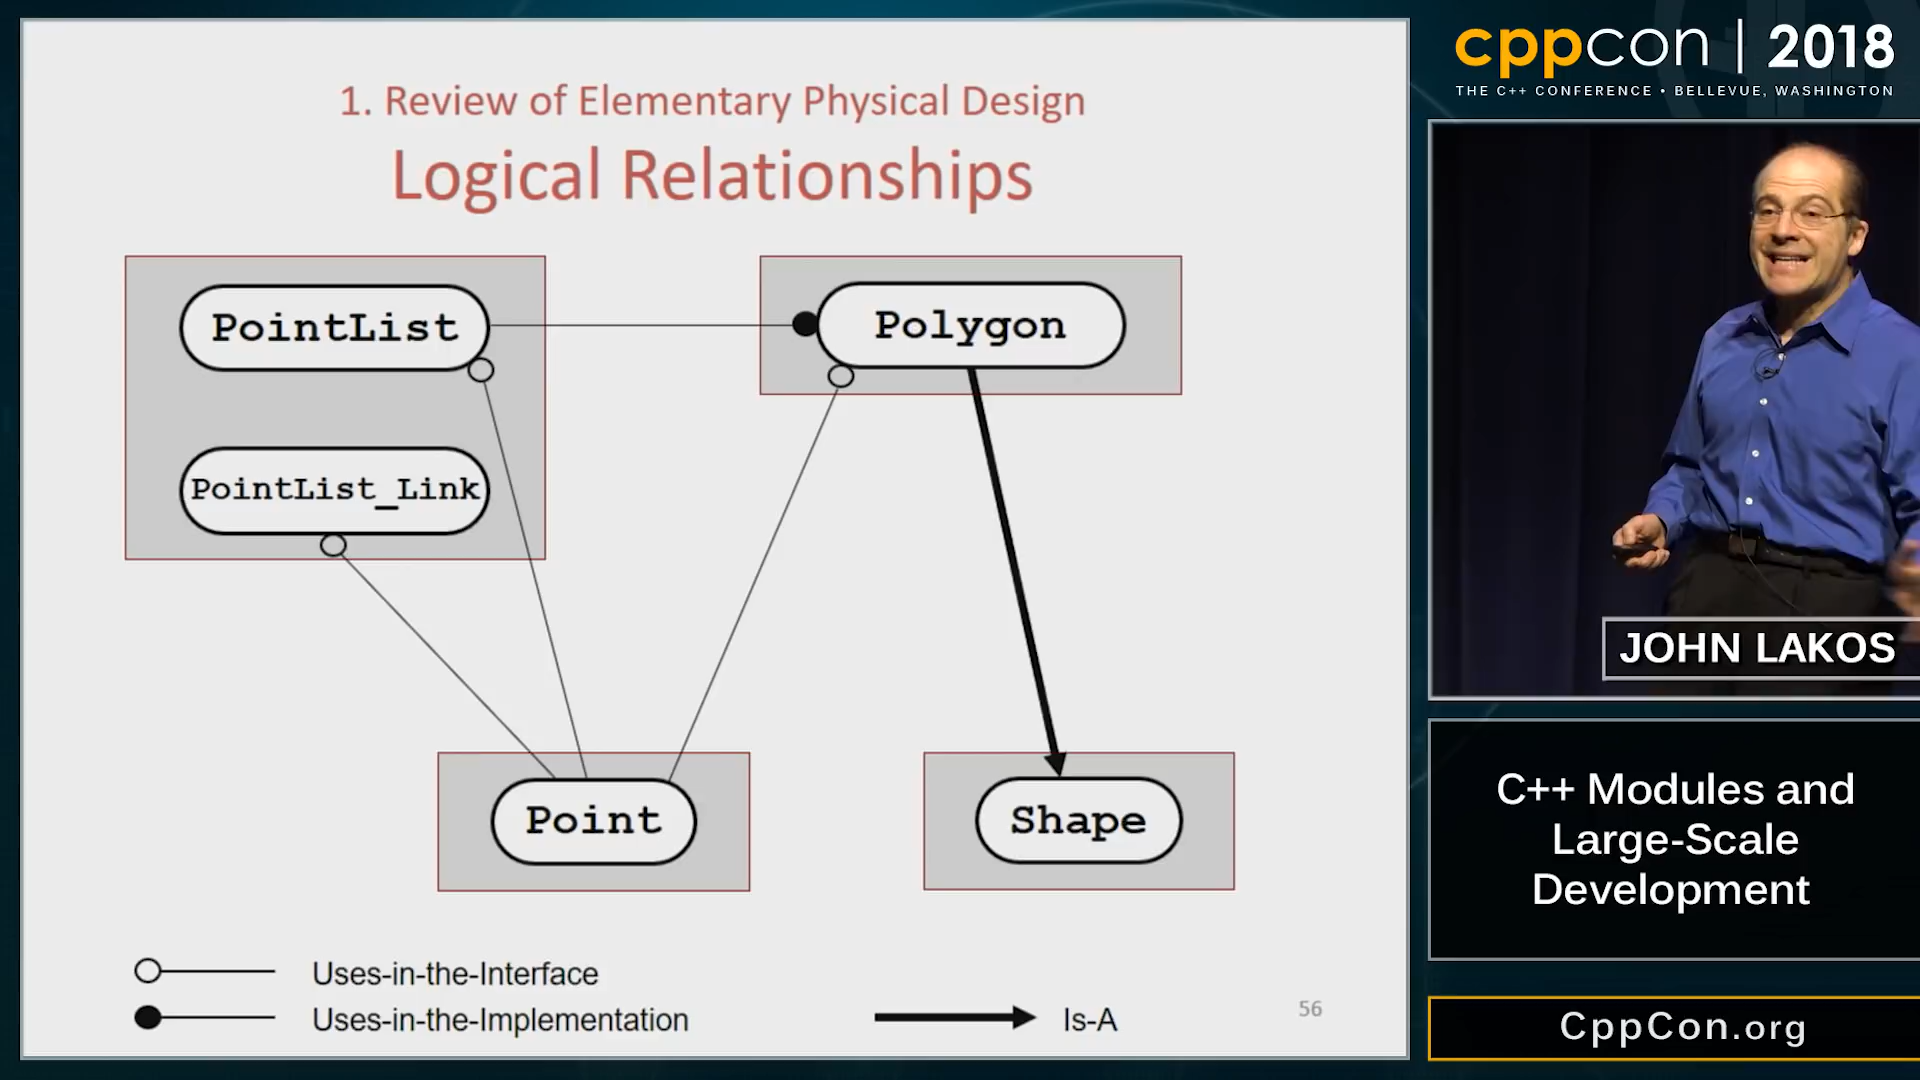 1. Review of Elementary Physical Design
Logical Relationships
PointList
Polygon
PointList_Link
Point
Shape
Uses-in-the-Interface
Uses-in-the-Implementation
Is-A
56
cppcon | 2018
THE C++ CONFERENCE • BELLEVUE, WASHINGTON
JOHN LAKOS
C++ Modules and
Large-Scale
Development
CppCon.org